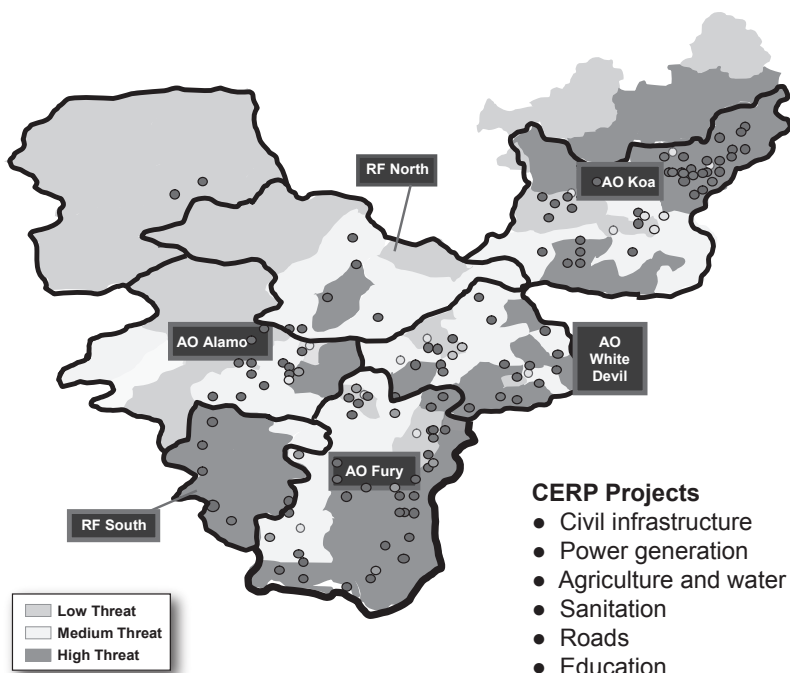 RF North
AO Koa
AO Alamo
AO
White
Devil
AO Fury
RF South
CERP Projects
● Civil infrastructure
● Power generation
● Agriculture and water
● Sanitation
● Roads
● Education
Low Threat
Medium Threat
High Threat